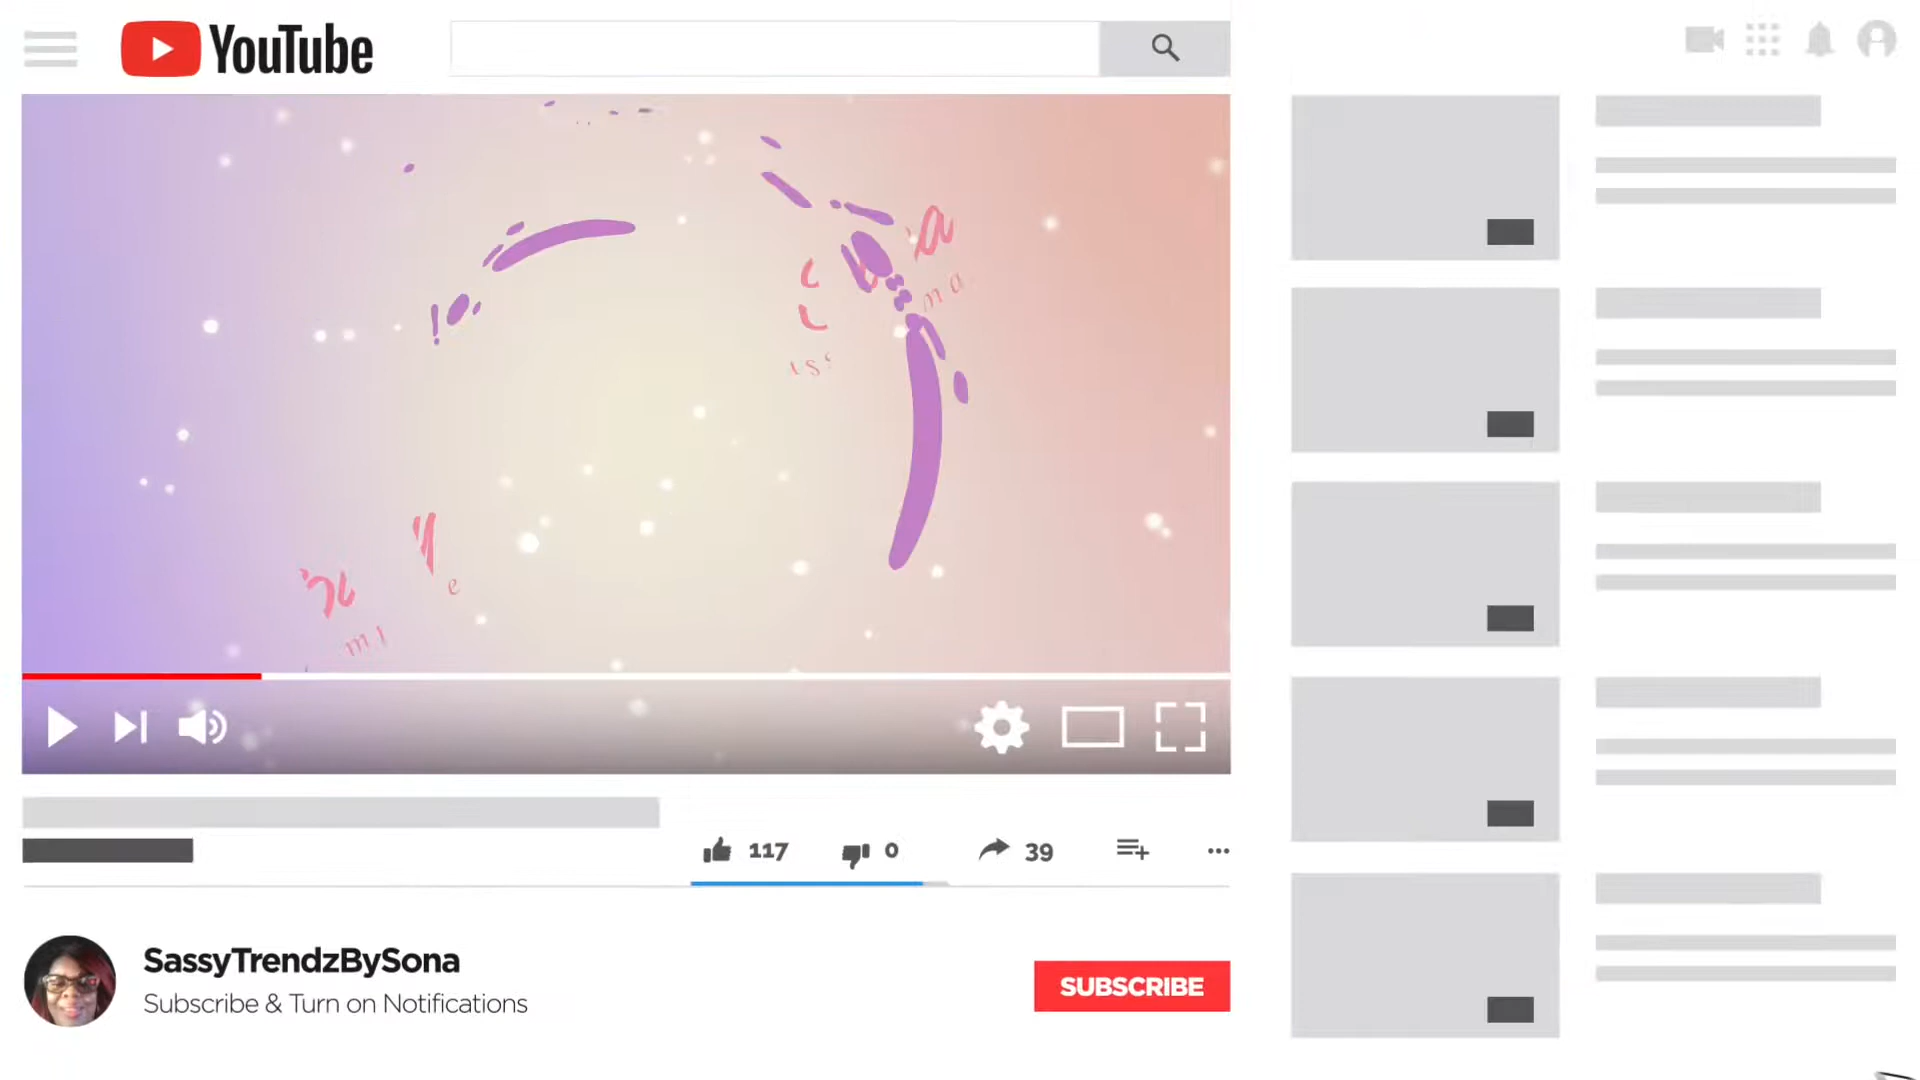 YouTube
117 0 39
SassyTrendzBySona
Subscribe & Turn on Notifications
SUBSCRIBE